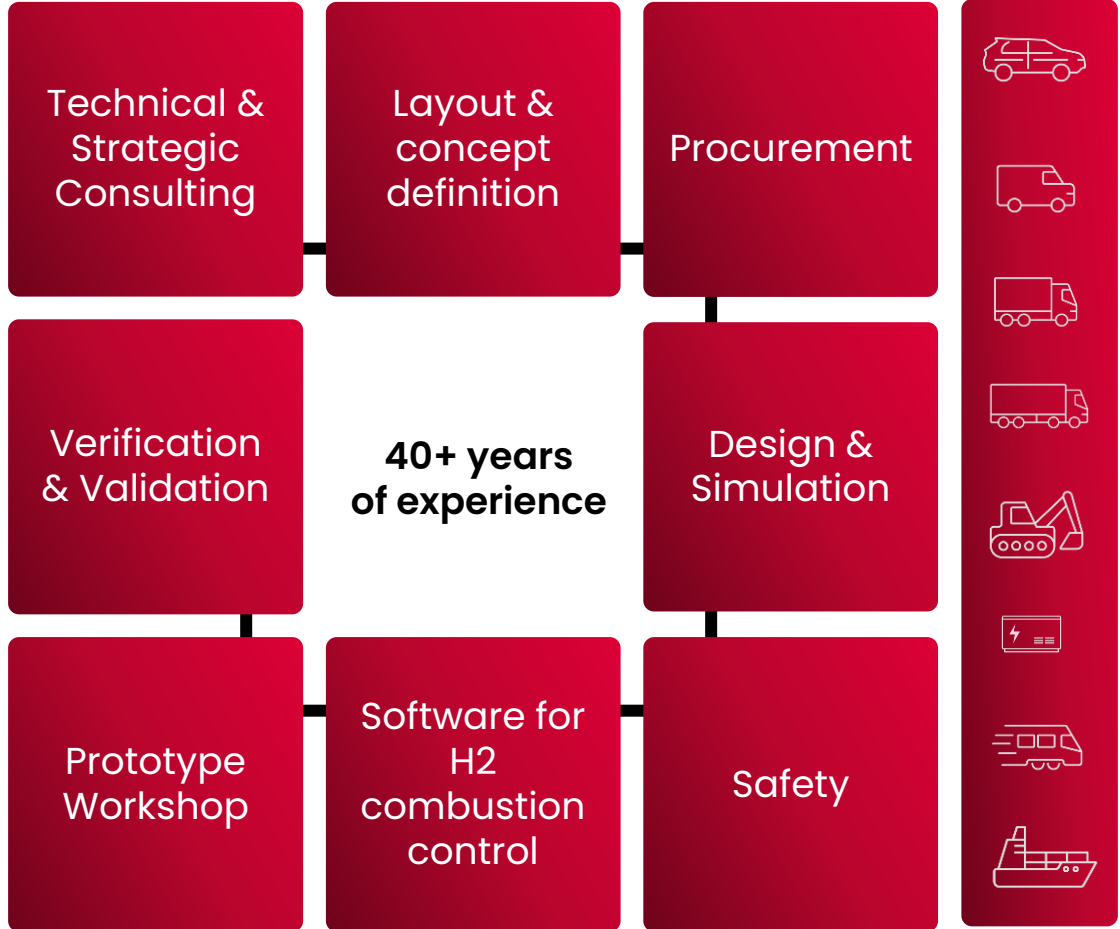 Technical &
Strategic
Consulting
Layout &
concept
definition
Procurement
Verification
& Validation
40+ years
of experience
Design &
Simulation
Prototype
Workshop
Software for
H2
combustion
control
Safety